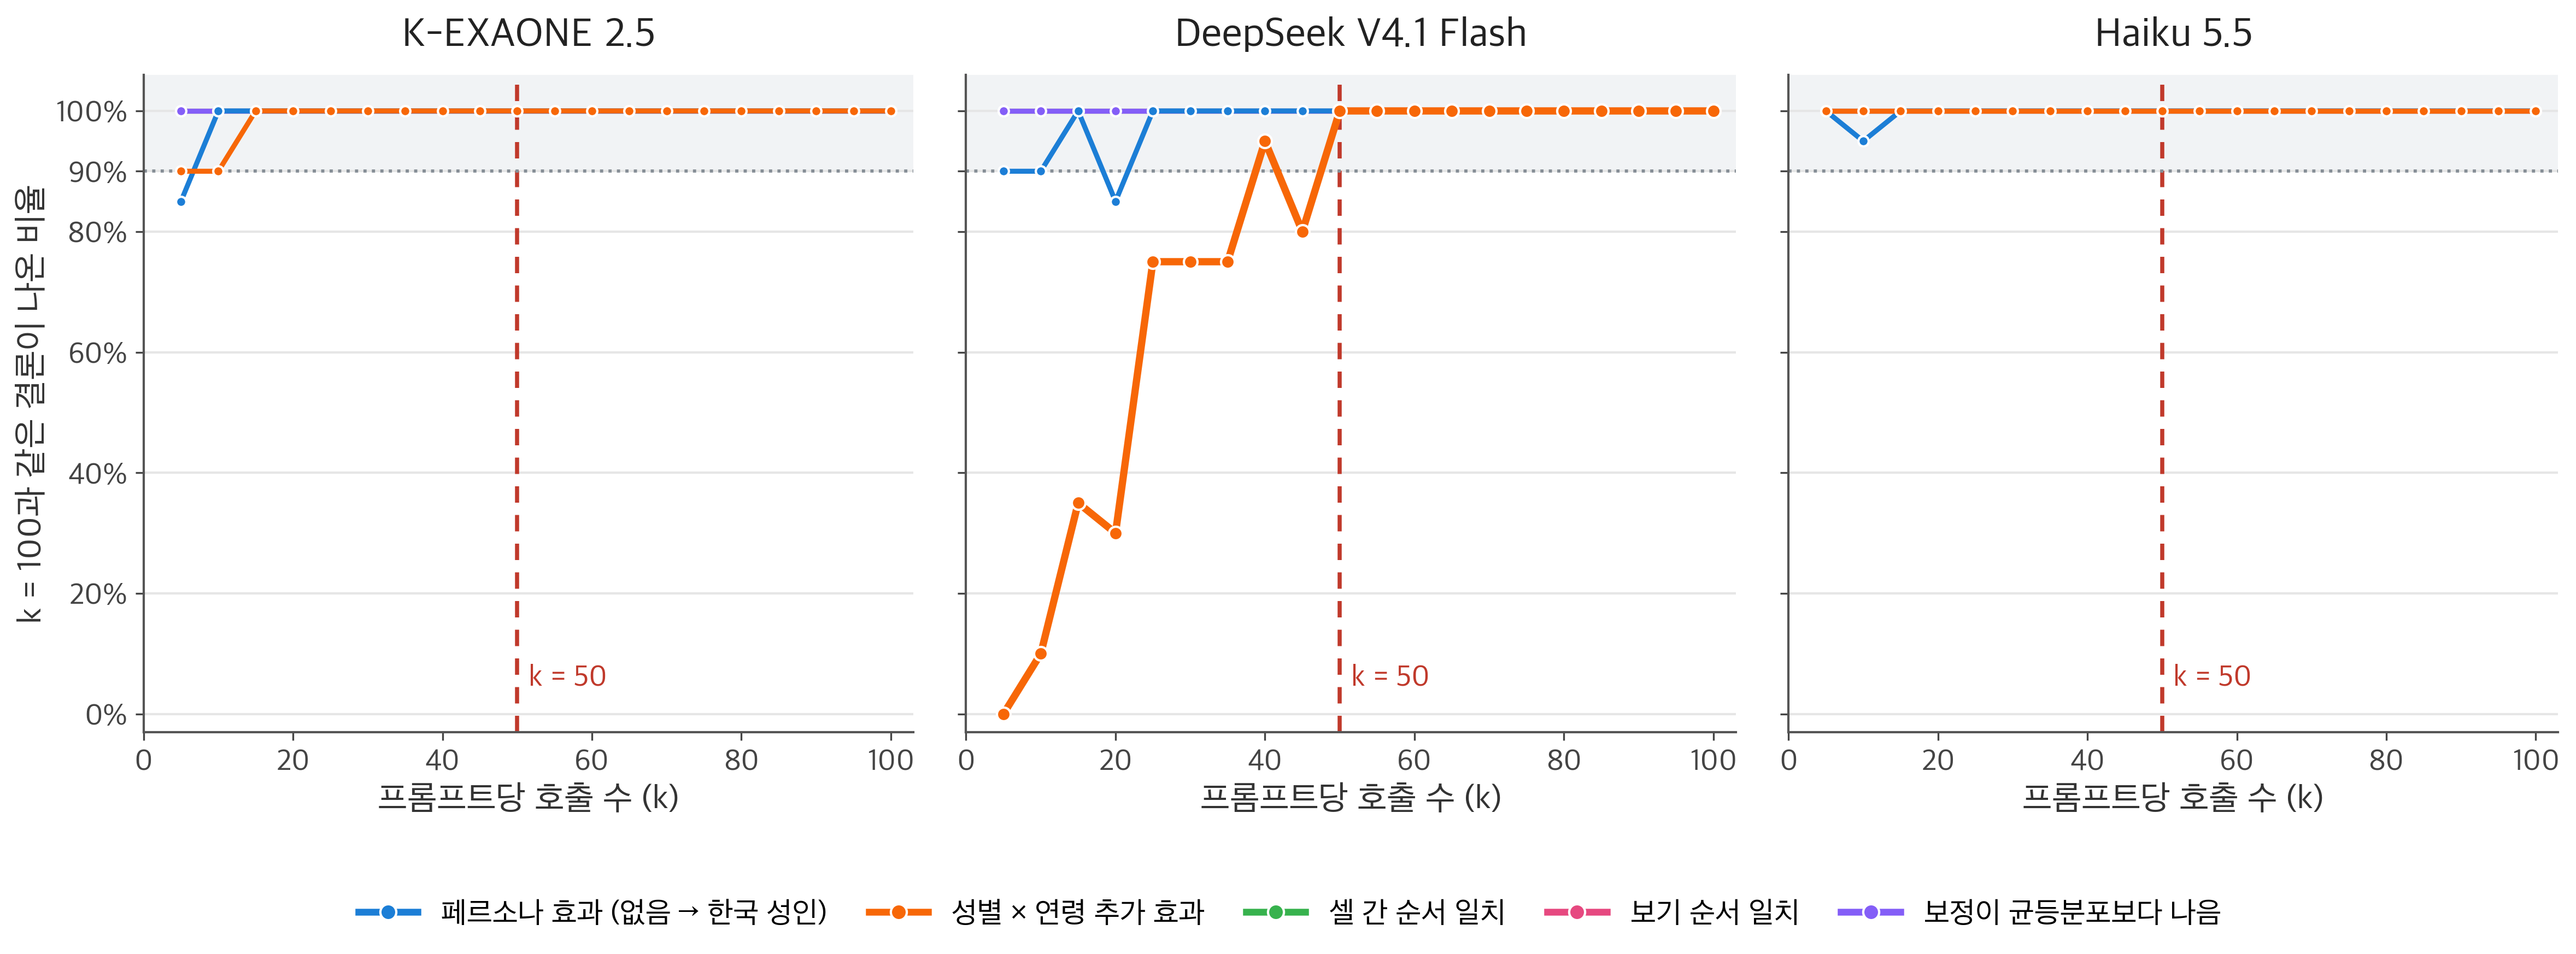 K-EXAONE 2.5
DeepSeek V4.1 Flash
Haiku 5.5
k = 100과 같은 결론이 나온 비율
100%
90%
80%
60%
40%
20%
0%
k = 50
k = 50
k = 50
0 20 40 60 80 100
0 20 40 60 80 100
0 20 40 60 80 100
프롬프트당 호출 수 (k)
프롬프트당 호출 수 (k)
프롬프트당 호출 수 (k)
페르소나 효과 (없음 → 한국 성인)
성별 × 연령 추가 효과
셀 간 순서 일치
보기 순서 일치
보정이 균등분포보다 나음